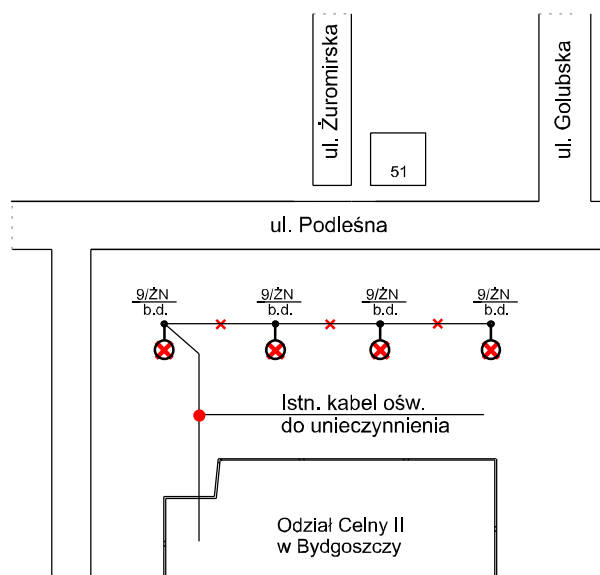 ul. Żuromirska
ul. Golubska
51
ul. Podleśna
9/ŻN
b.d.
9/ŻN
b.d.
9/ŻN
b.d.
9/ŻN
b.d.
Istn. kabel ośw.
do unieczynnienia
Odział Celny II
w Bydgoszczy